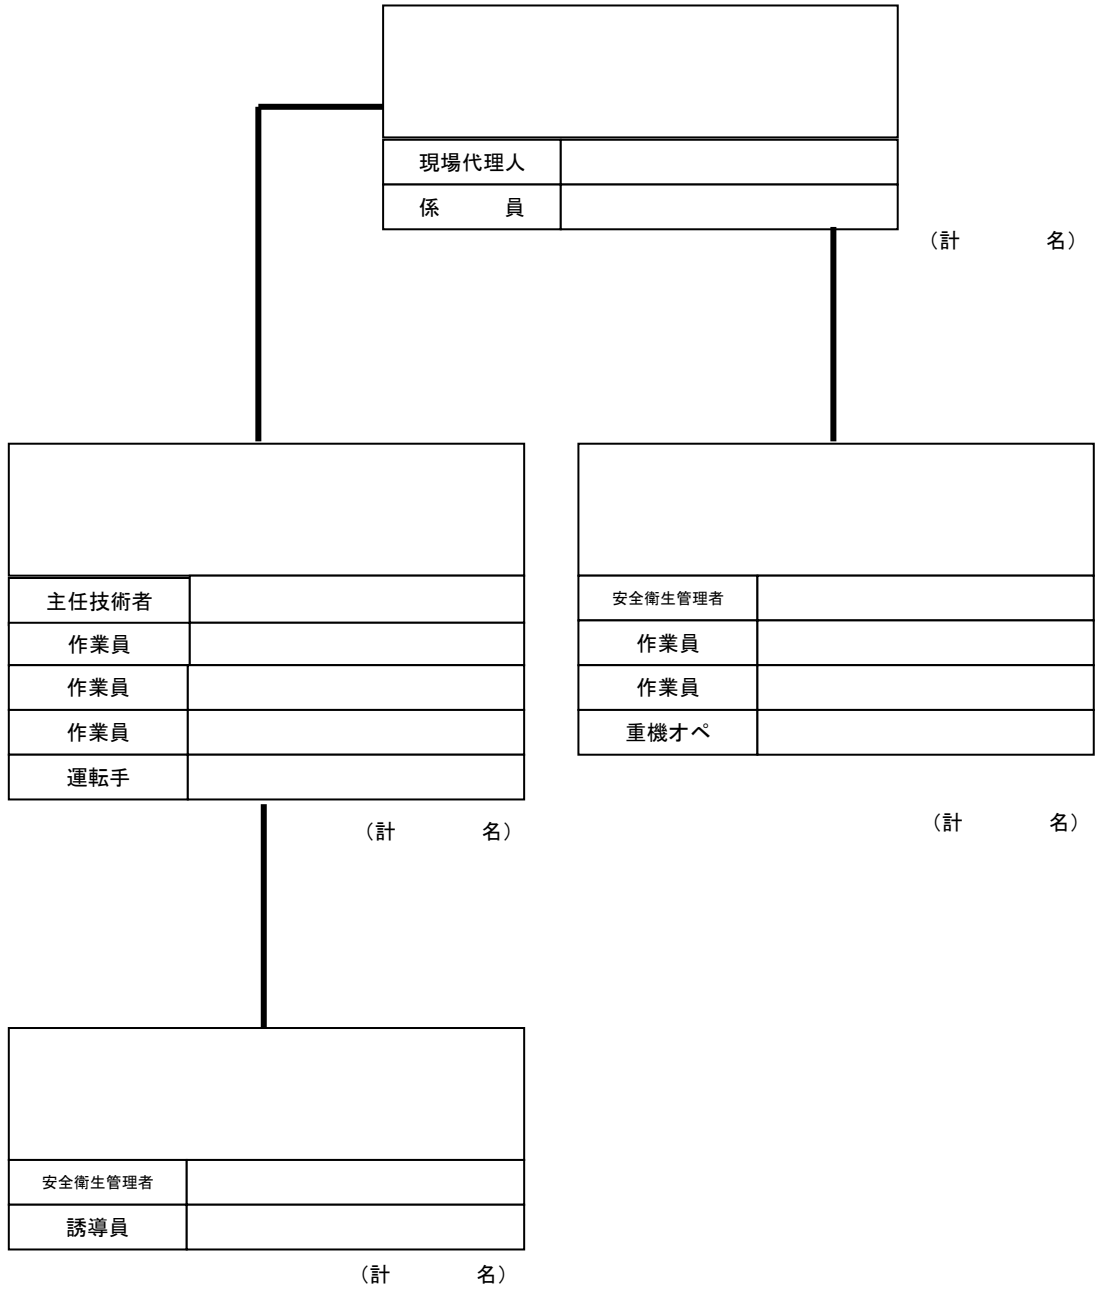 現場代理人
係　　　員
（計　　　　名）
主任技術者
作業員
作業員
作業員
運転手
（計　　　　名）
安全衛生管理者
作業員
作業員
重機オペ
（計　　　　名）
安全衛生管理者
誘導員
（計　　　　名）